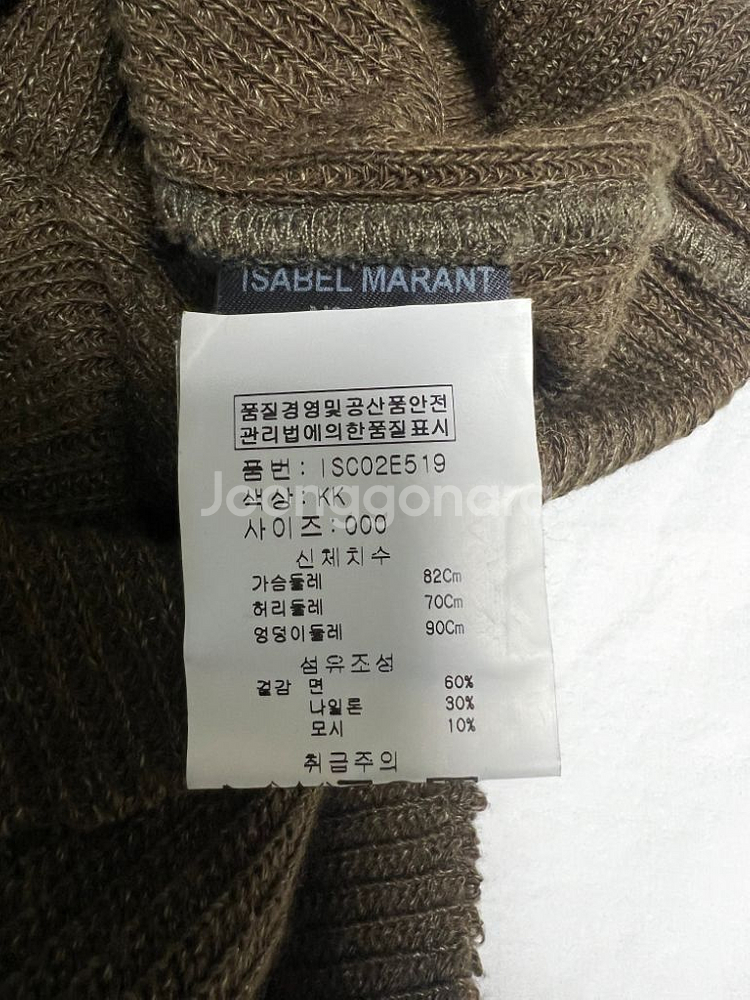 ISABEL MARANT
품질경영및공산품안전
관리법에의한품질표시
품번: ISC02E519
색상: KK
사이즈: 000
신체치수
가슴둘레 82Cm
허리둘레 70Cm
엉덩이둘레 90Cm
섬유조성
겉감 면 60%
나일론 30%
모시 10%
취급주의